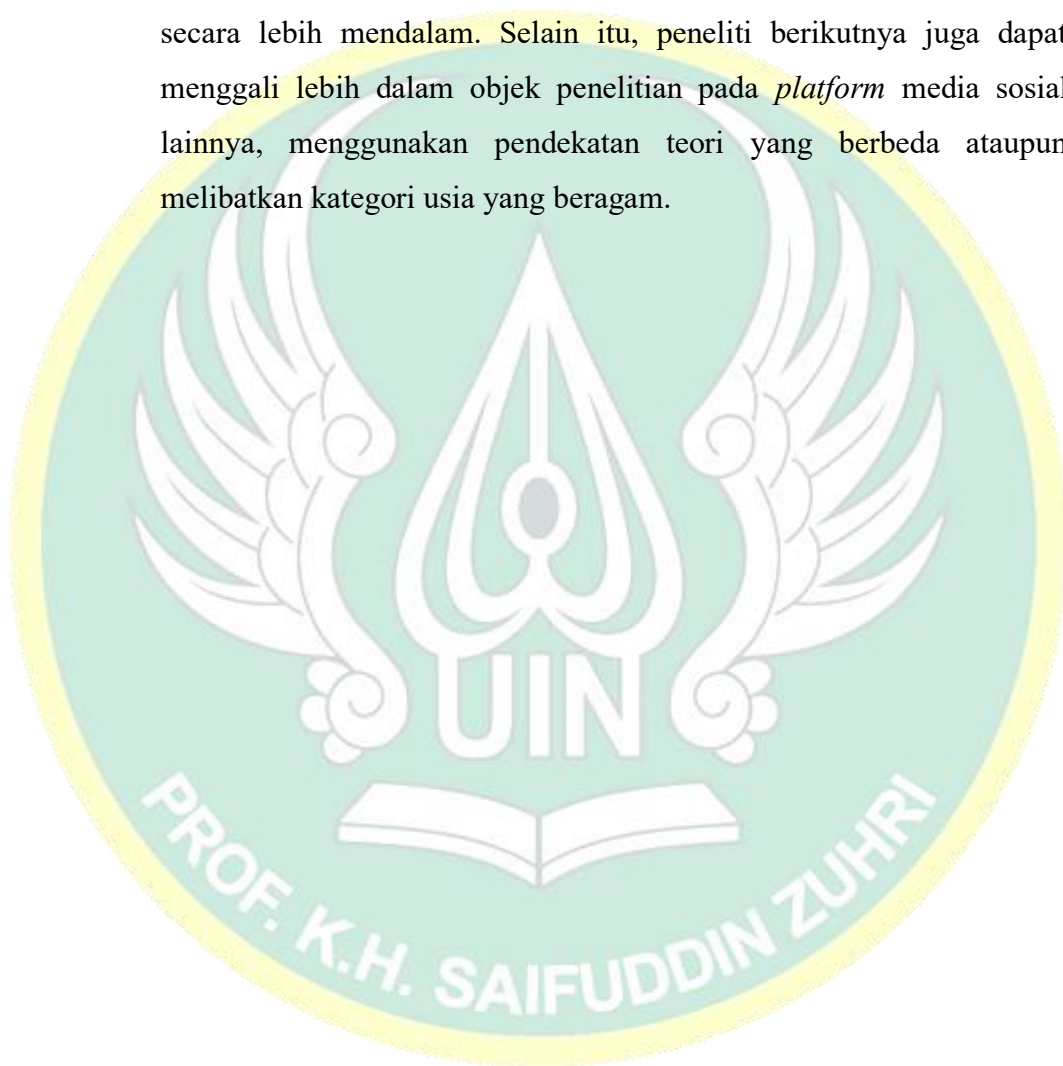 secara lebih mendalam. Selain itu, peneliti berikutnya juga dapat
menggali lebih dalam objek penelitian pada platform media sosial
lainnya, menggunakan pendekatan teori yang berbeda ataupun
melibatkan kategori usia yang beragam.
UIN
PROF. K.H. SAIFUDDIN ZUHRI